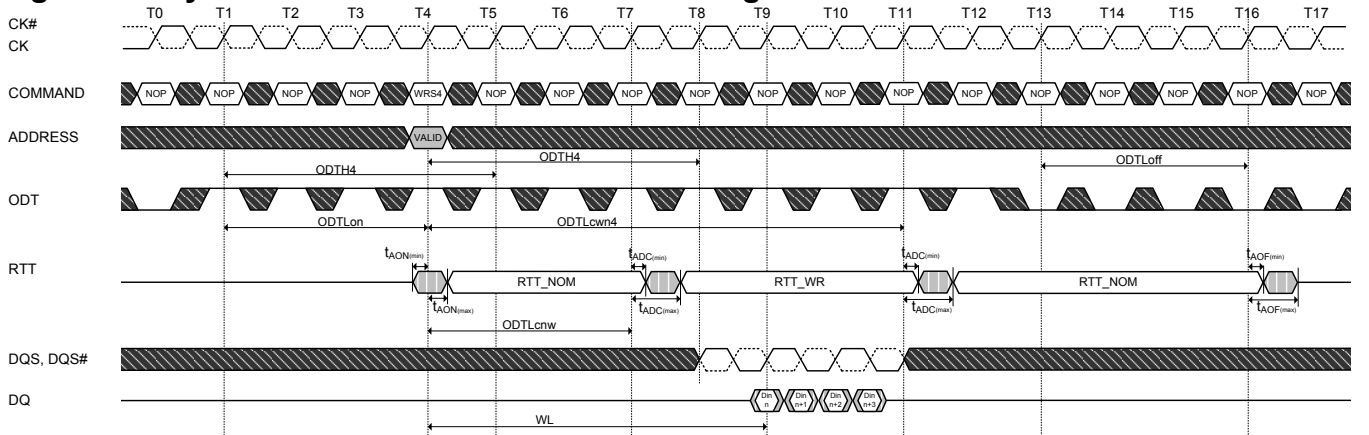 T0 T1 T2 T3 T4 T5 T6 T7 T8 T9 T10 T11 T12 T13 T14 T15 T16 T17
CK#
CK
COMMAND NOP NOP NOP NOP WRS4 NOP NOP NOP NOP NOP NOP NOP NOP NOP NOP NOP NOP NOP
ADDRESS VALID
ODTH4 ODTLoff
ODTH4
ODT
ODTLon ODTLcwn4
tAON(min) tADC(min) tADC(min) tAOF(min)
RTT RTT_NOM RTT_WR RTT_NOM
tAON(max) tADC(max) tADC(max) tAOF(max)
ODTLcnw
DQS, DQS#
DQ Din n Din n+1 Din n+2 Din n+3
WL